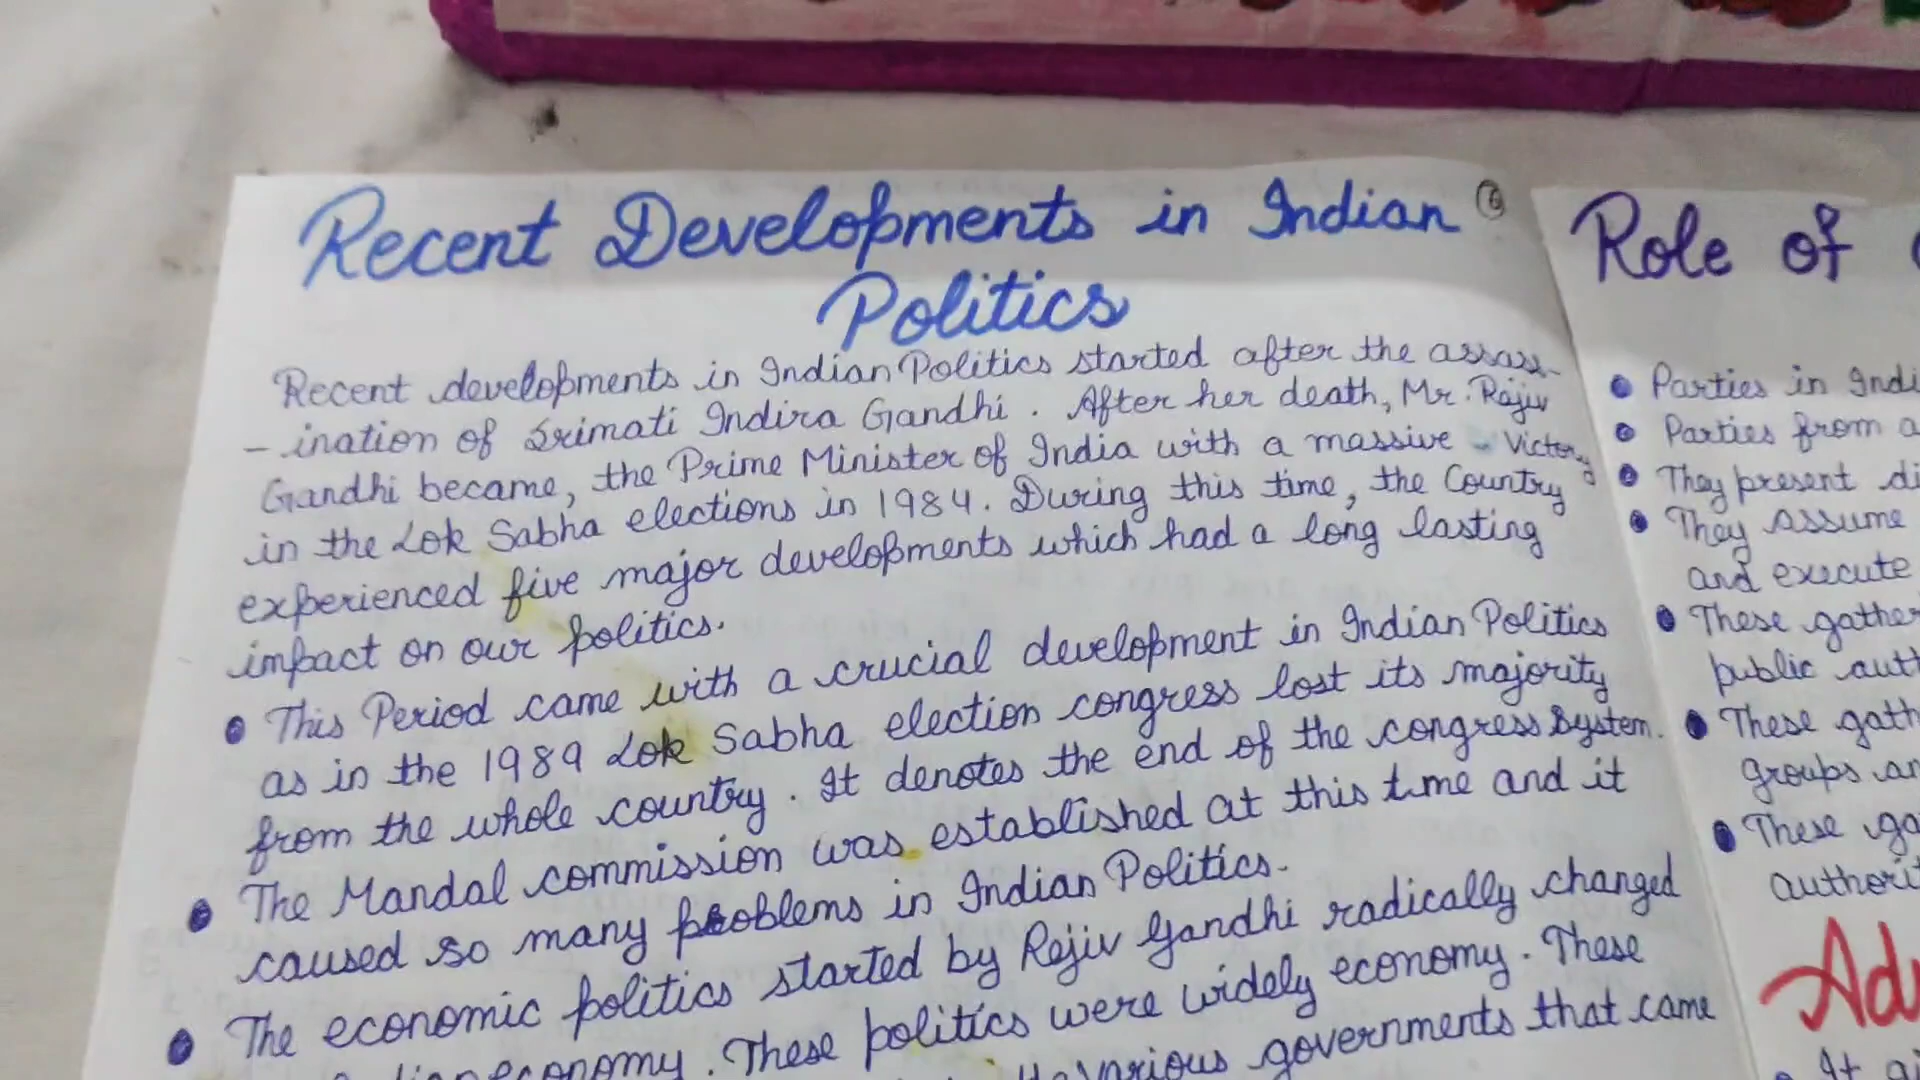 Recent Developments in Indian 6
Politics
Recent developments in Indian Politics started after the assass-
- ination of Srimati Indira Gandhi. After her death, Mr. Rajiv
Gandhi became, the Prime Minister of India with a massive Victory
in the Lok Sabha elections in 1984. During this time, the Country
experienced five major developments which had a long lasting
impact on our politics.
• This Period came with a crucial development in Indian Politics
as in the 1989 Lok Sabha election congress lost its majority
from the whole country. It denotes the end of the congress system.
• The Mandal commission was established at this time and it
caused so many problems in Indian Politics.
• The economic politics started by Rejiv Gandhi radically changed
economy. These politics were widely economy. These
various governments that came
Role of
• Parties in Indi
• Parties from a
• They present di
• They assume
and execute
• These gather
public aut
• These gath
groups an
• These ga
authorit
Ad
• It gi